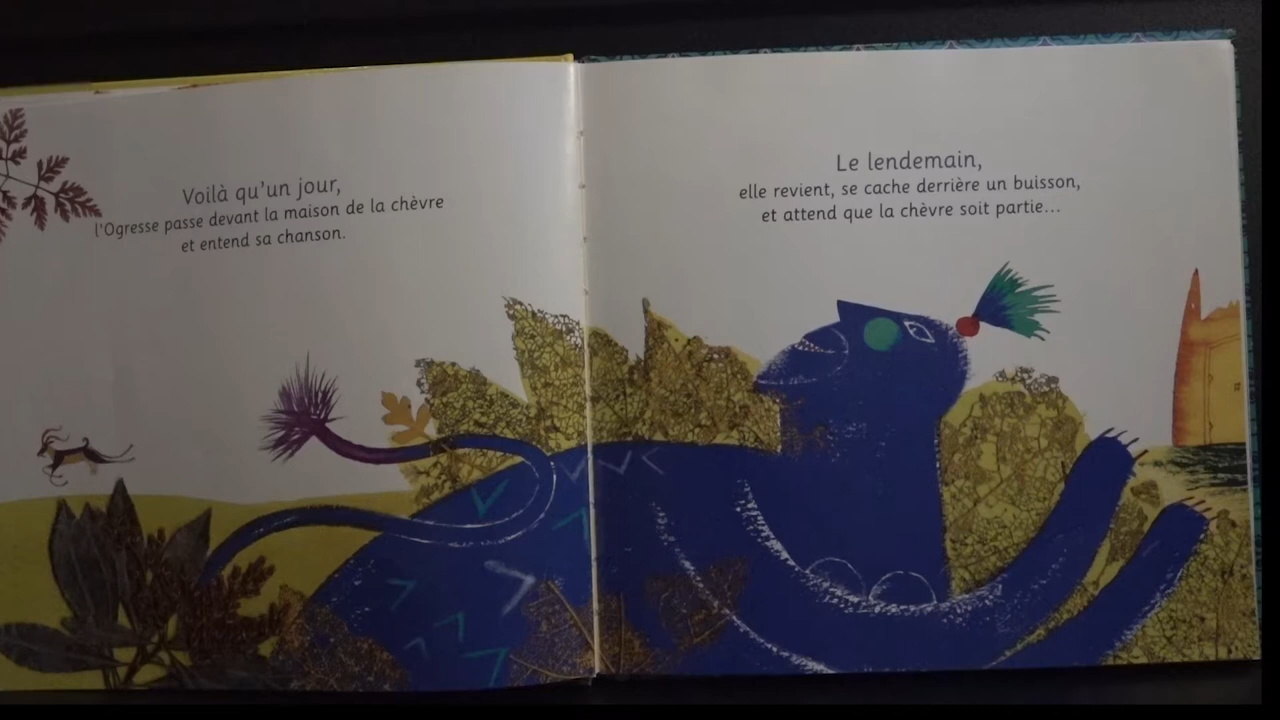 Voilà qu'un jour,
l'Ogresse passe devant la maison de la chèvre
et entend sa chanson.
Le lendemain,
elle revient, se cache derrière un buisson,
et attend que la chèvre soit partie...